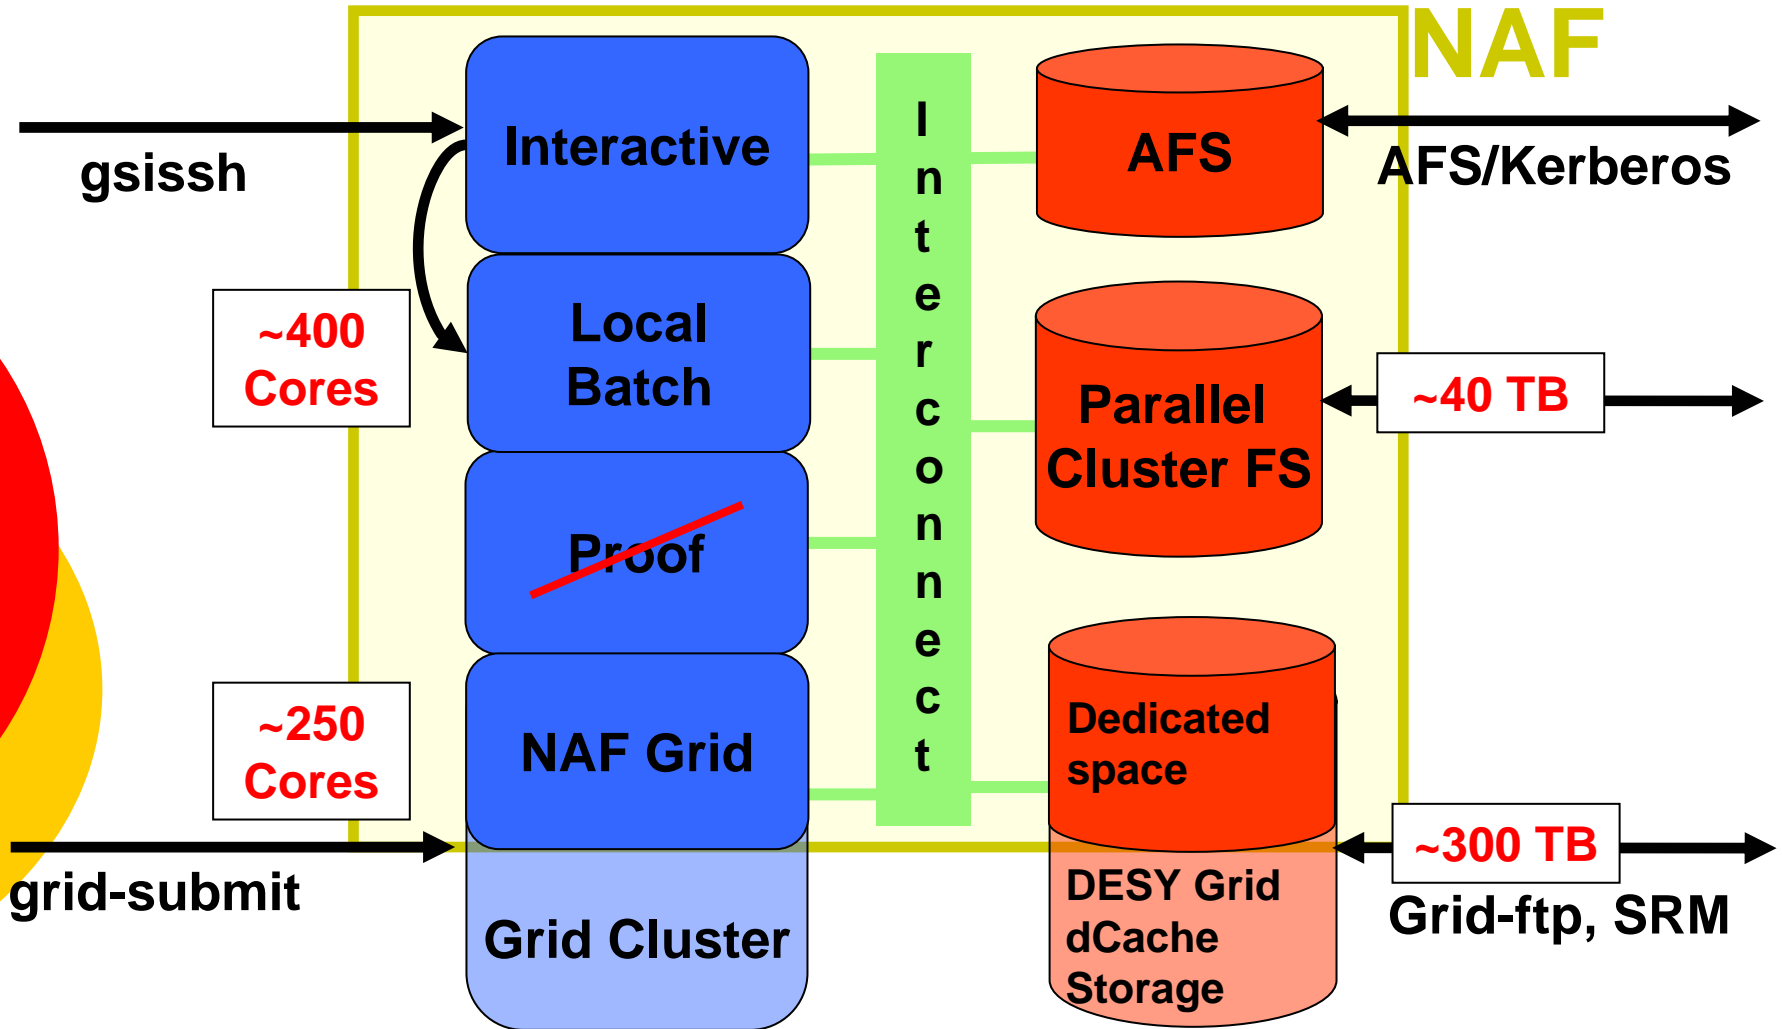 NAF
Interactive
gsissh
Interconnect
AFS
AFS/Kerberos
~400
Cores
Local
Batch
Parallel
Cluster FS
~40 TB
Proof
~250
Cores
NAF Grid
Dedicated
space
~300 TB
grid-submit
Grid Cluster
DESY Grid
dCache
Storage
Grid-ftp, SRM